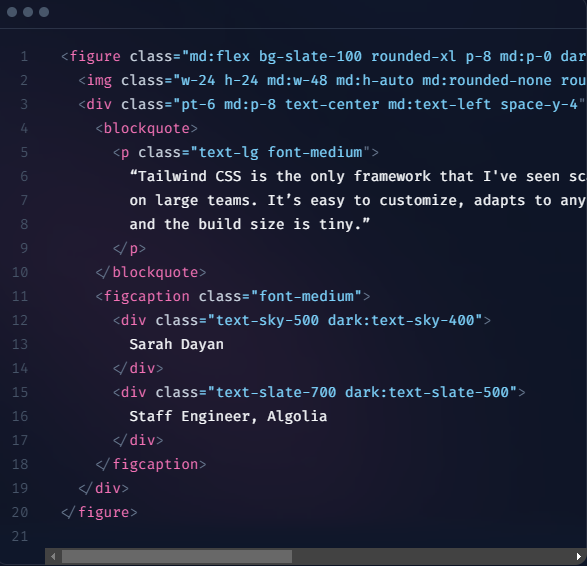 1 <figure class="md:flex bg-slate-100 rounded-xl p-8 md:p-0 dar
2 <img class="w-24 h-24 md:w-48 md:h-auto md:rounded-none rou
3 <div class="pt-6 md:p-8 text-center md:text-left space-y-4"
4 <blockquote>
5 <p class="text-lg font-medium">
6 “Tailwind CSS is the only framework that I've seen sca
7 on large teams. It’s easy to customize, adapts to any
8 and the build size is tiny.”
9 </p>
10 </blockquote>
11 <figcaption class="font-medium">
12 <div class="text-sky-500 dark:text-sky-400">
13 Sarah Dayan
14 </div>
15 <div class="text-slate-700 dark:text-slate-500">
16 Staff Engineer, Algolia
17 </div>
18 </figcaption>
19 </div>
20 </figure>
21